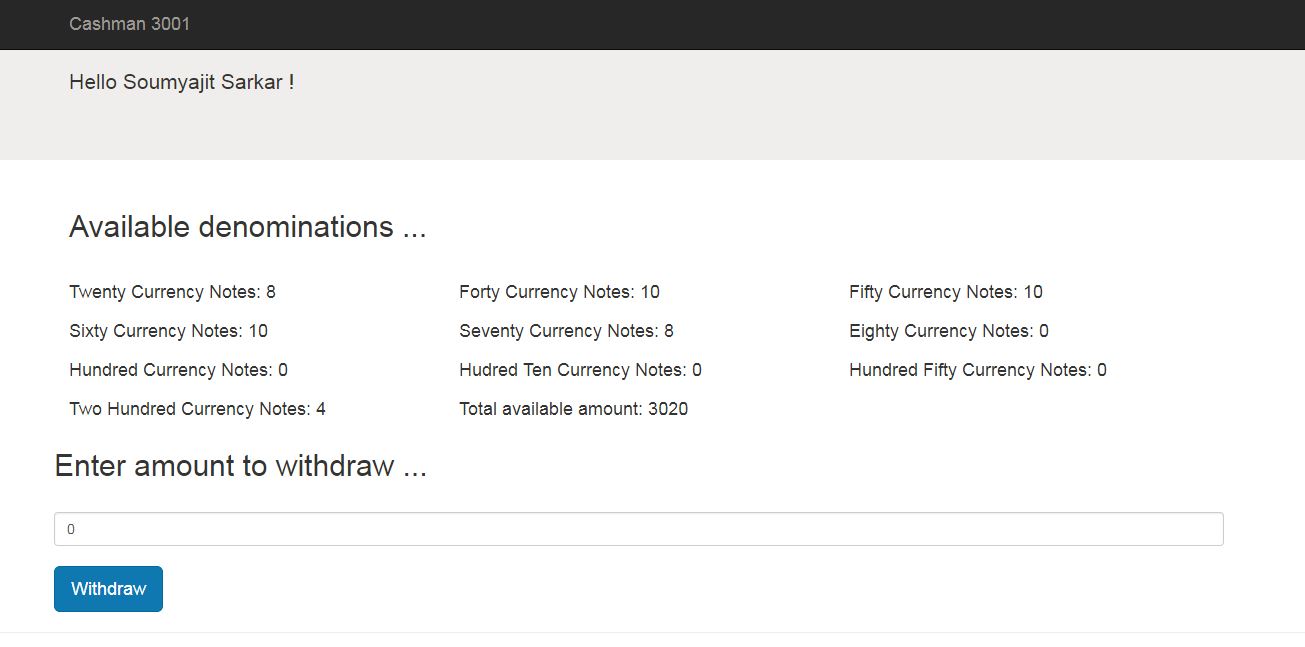 Cashman 3001
Hello Soumyajit Sarkar !
Available denominations ...
Twenty Currency Notes: 8
Forty Currency Notes: 10
Fifty Currency Notes: 10
Sixty Currency Notes: 10
Seventy Currency Notes: 8
Eighty Currency Notes: 0
Hundred Currency Notes: 0
Hudred Ten Currency Notes: 0
Hundred Fifty Currency Notes: 0
Two Hundred Currency Notes: 4
Total available amount: 3020
Enter amount to withdraw ...
0
Withdraw